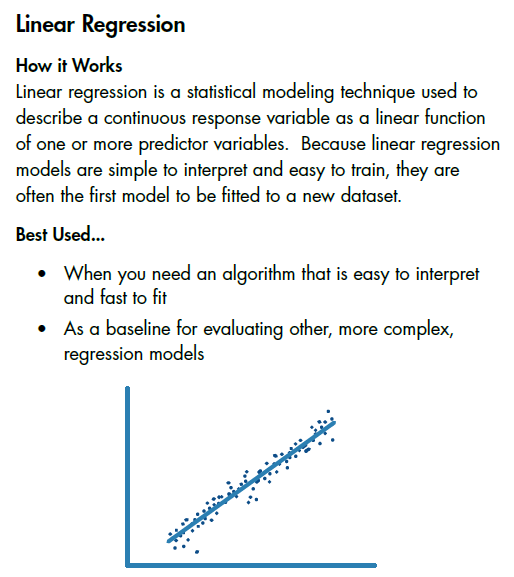 Linear Regression
How it Works
Linear regression is a statistical modeling technique used to
describe a continuous response variable as a linear function
of one or more predictor variables.  Because linear regression
models are simple to interpret and easy to train, they are
often the first model to be fitted to a new dataset.
Best Used...
• When you need an algorithm that is easy to interpret
and fast to fit
• As a baseline for evaluating other, more complex,
regression models